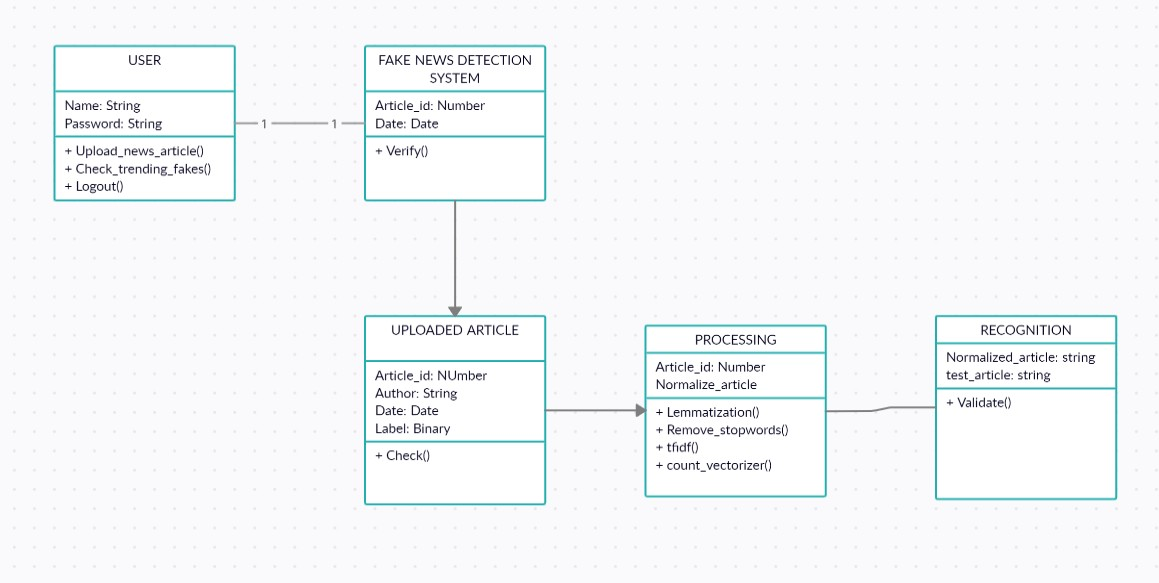 USER
Name: String
Password: String
+ Upload_news_article()
+ Check_trending_fakes()
+ Logout()
1
1
FAKE NEWS DETECTION
SYSTEM
Article_id: Number
Date: Date
+ Verify()
UPLOADED ARTICLE
Article_id: NUmber
Author: String
Date: Date
Label: Binary
+ Check()
PROCESSING
Article_id: Number
Normalize_article
+ Lemmatization()
+ Remove_stopwords()
+ tfidf()
+ count_vectorizer()
RECOGNITION
Normalized_article: string
test_article: string
+ Validate()